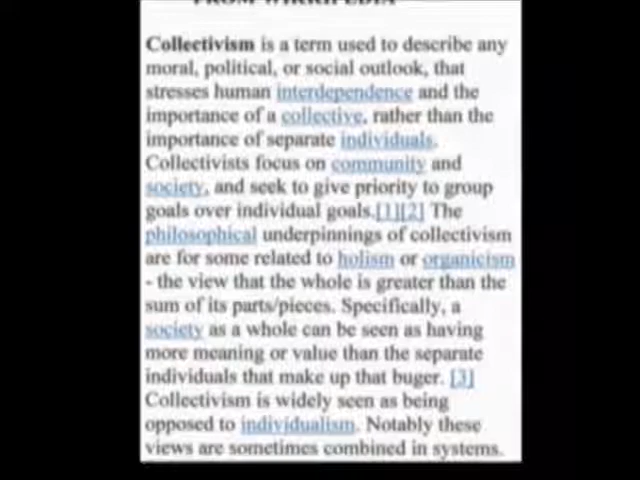 FROM WIKIPEDIA
Collectivism is a term used to describe any
moral, political, or social outlook, that
stresses human interdependence and the
importance of a collective, rather than the
importance of separate individuals.
Collectivists focus on community and
society, and seek to give priority to group
goals over individual goals.[1][2] The
philosophical underpinnings of collectivism
are for some related to holism or organicism
- the view that the whole is greater than the
sum of its parts/pieces. Specifically, a
society as a whole can be seen as having
more meaning or value than the separate
individuals that make up that buger. [3]
Collectivism is widely seen as being
opposed to individualism. Notably these
views are sometimes combined in systems.